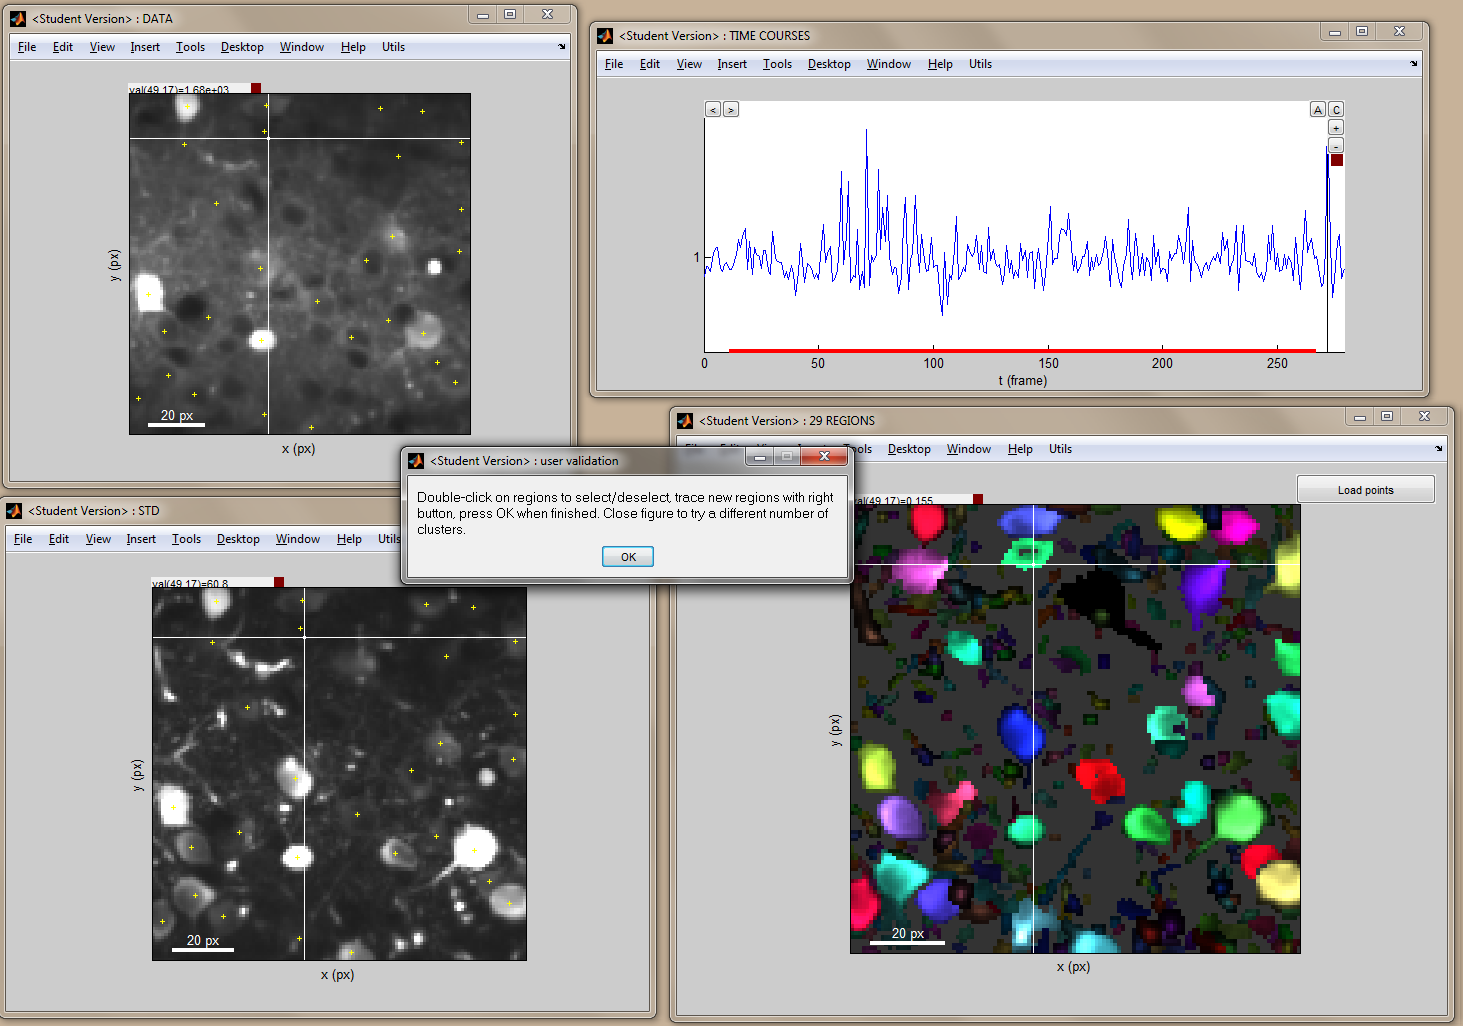 <Student Version> : DATA
File Edit View Insert Tools Desktop Window Help Utils
val(49,17)=1.68e+03
y (px)
20 px
x (px)
<Student Version> : TIME COURSES
File Edit View Insert Tools Desktop Window Help Utils
< > A C
+
-
1
0 50 100 150 200 250
t (frame)
<Student Version> : STD
File Edit View Insert Tools Desktop Window Help Utils
val(49,17)=60.8
y (px)
20 px
x (px)
<Student Version> : user validation
Double-click on regions to select/deselect, trace new regions with right
button, press OK when finished. Close figure to try a different number of
clusters.
OK
<Student Version> : 29 REGIONS
Desktop Window Help Utils
Load points
val(49,17)=0.155
y (px)
20 px
x (px)